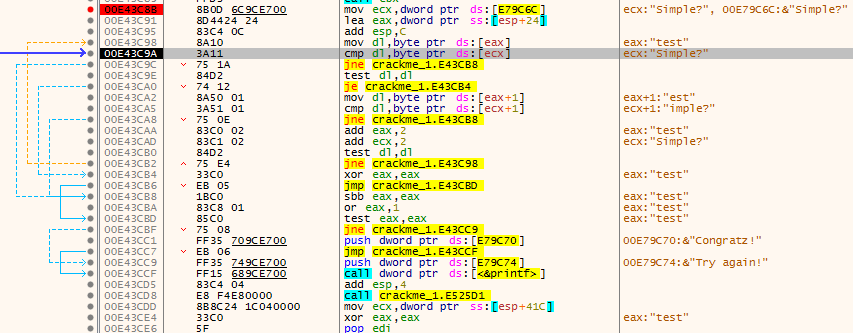 call eax
00E43C8B 8B0D 6C9CE700 mov ecx,dword ptr ds:[E79C6C] ecx:"Simple?", 00E79C6C:&"Simple?"
00E43C91 8D4424 24 lea eax,dword ptr ss:[esp+24]
00E43C95 83C4 0C add esp,C
00E43C98 8A10 mov dl,byte ptr ds:[eax] eax:"test"
00E43C9A 3A11 cmp dl,byte ptr ds:[ecx] ecx:"Simple?"
00E43C9C 75 1A jne crackme_1.E43CB8
00E43C9E 84D2 test dl,dl
00E43CA0 74 12 je crackme_1.E43CB4
00E43CA2 8A50 01 mov dl,byte ptr ds:[eax+1] eax+1:"est"
00E43CA5 3A51 01 cmp dl,byte ptr ds:[ecx+1] ecx+1:"imple?"
00E43CA8 75 0E jne crackme_1.E43CB8
00E43CAA 83C0 02 add eax,2 eax:"test"
00E43CAD 83C1 02 add ecx,2 ecx:"Simple?"
00E43CB0 84D2 test dl,dl
00E43CB2 75 E4 jne crackme_1.E43C98
00E43CB4 33C0 xor eax,eax eax:"test"
00E43CB6 EB 05 jmp crackme_1.E43CBD
00E43CB8 1BC0 sbb eax,eax eax:"test"
00E43CBA 83C8 01 or eax,1 eax:"test"
00E43CBD 85C0 test eax,eax eax:"test"
00E43CBF 75 08 jne crackme_1.E43CC9
00E43CC1 FF35 709CE700 push dword ptr ds:[E79C70] 00E79C70:&"Congratz!"
00E43CC7 EB 06 jmp crackme_1.E43CCF
00E43CC9 FF35 749CE700 push dword ptr ds:[E79C74] 00E79C74:&"Try again!"
00E43CCF FF15 689CE700 call dword ptr ds:[<&printf>]
00E43CD5 83C4 04 add esp,4
00E43CD8 E8 F4E80000 call crackme_1.E525D1
00E43CDD 8B8C24 1C040000 mov ecx,dword ptr ss:[esp+41C]
00E43CE4 33C0 xor eax,eax eax:"test"
00E43CE6 5F pop edi